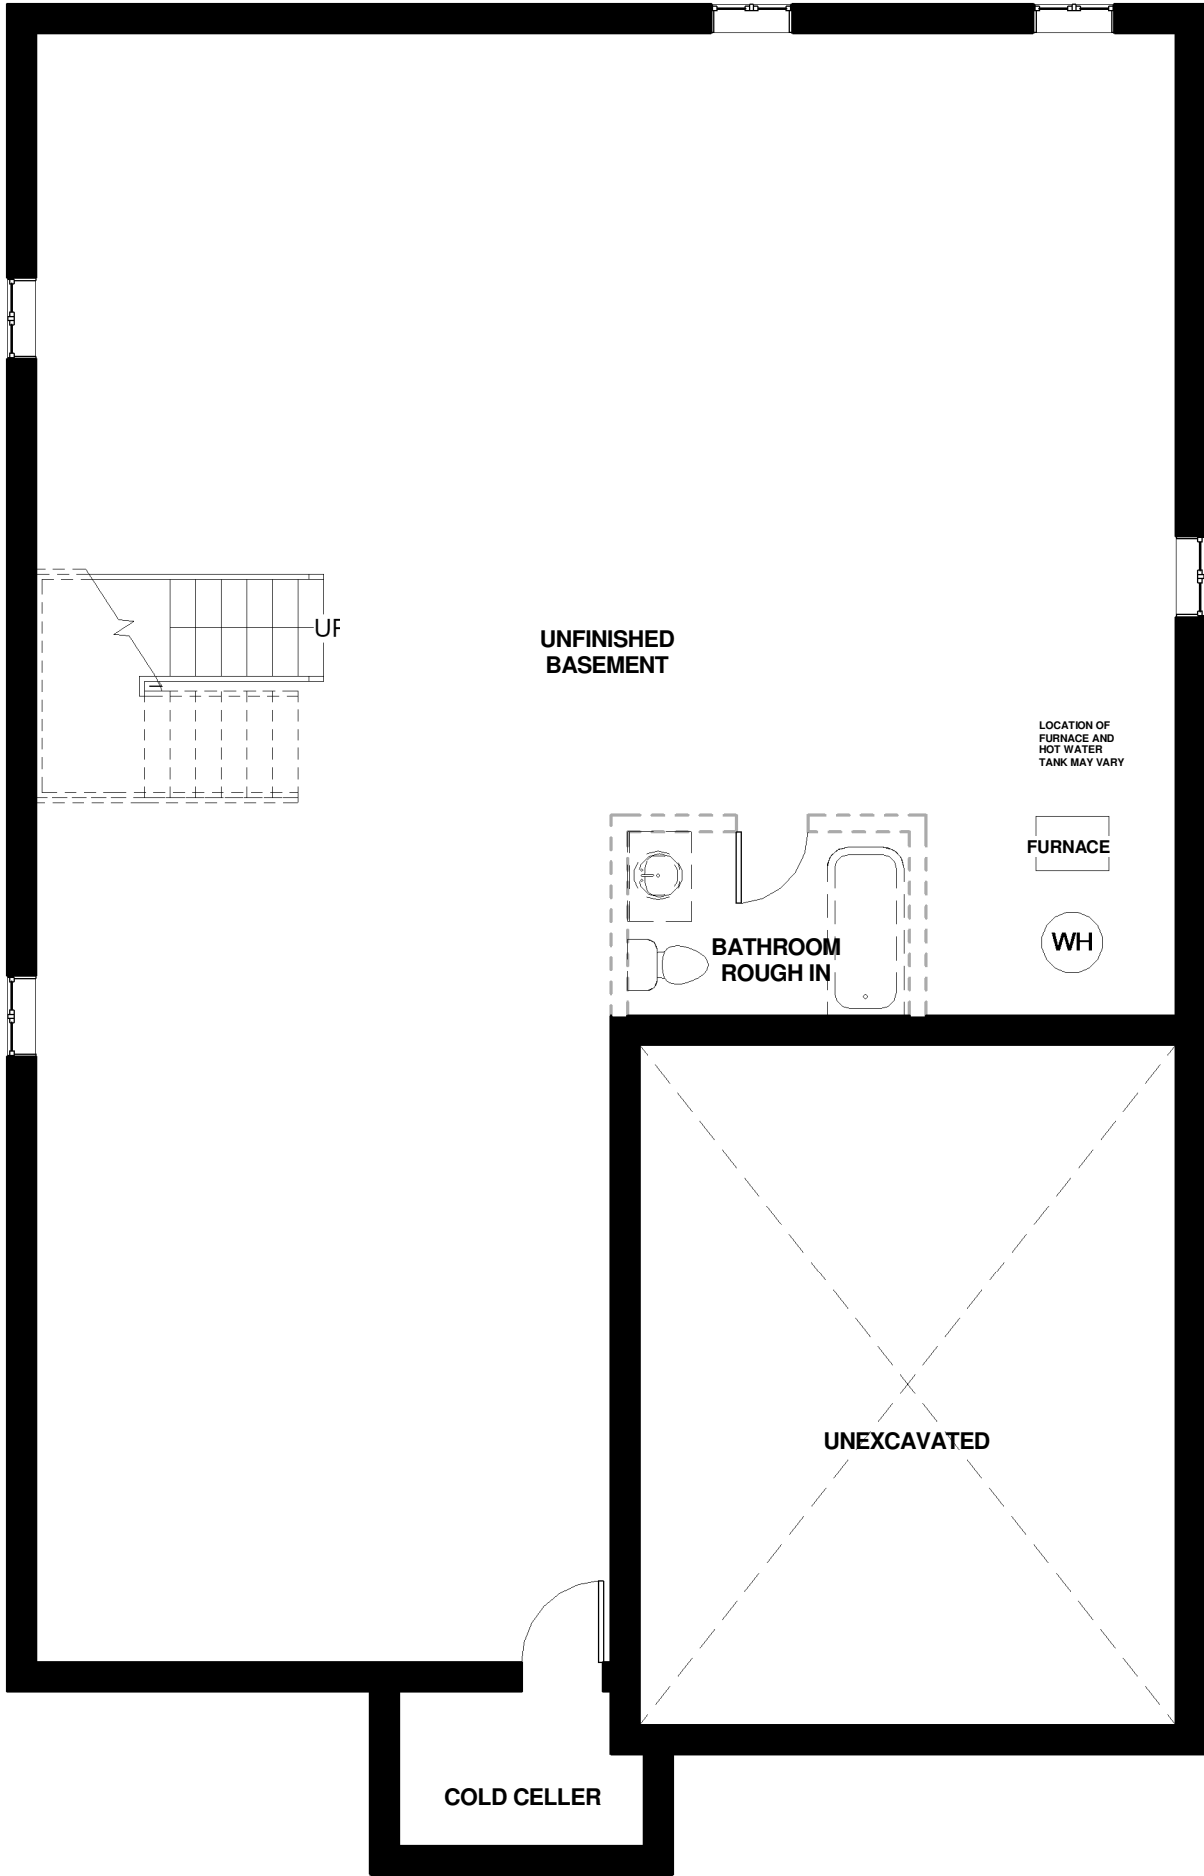 UNFINISHED
BASEMENT
LOCATION OF
FURNACE AND
HOT WATER
TANK MAY VARY
FURNACE
WH
BATHROOM
ROUGH IN
UNEXCAVATED
COLD CELLER